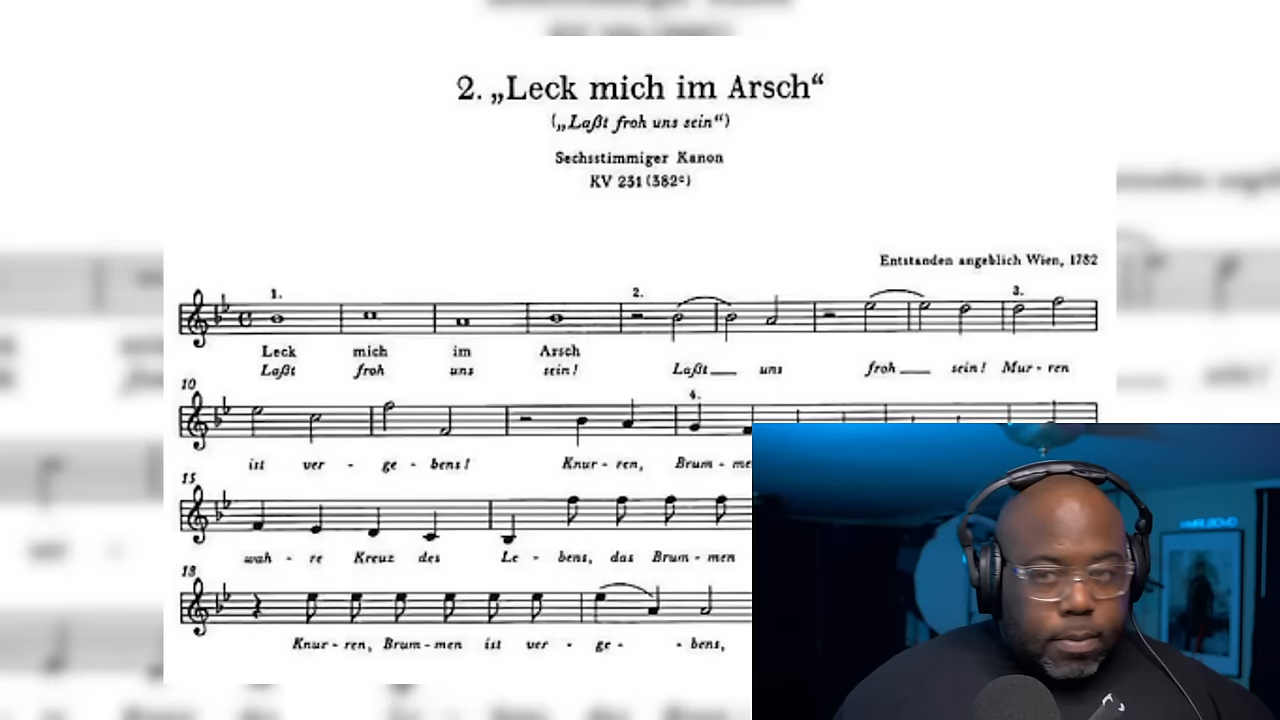 2. „Leck mich im Arsch“
(„Laßt froh uns sein“)
Sechsstimmiger Kanon
KV 231 (382ᶜ)
Entstanden angeblich Wien, 1782
1. 2. 3.
Leck mich im Arsch
Laßt froh uns sein! Laßt uns froh sein! Mur - ren
10 4.
ist ver - ge - bens! Knur - ren, Brum - me
15
wah - re Kreuz des Le - bens, das Brum - men
18
Knur - ren, Brum - men ist ver - ge - - bens,